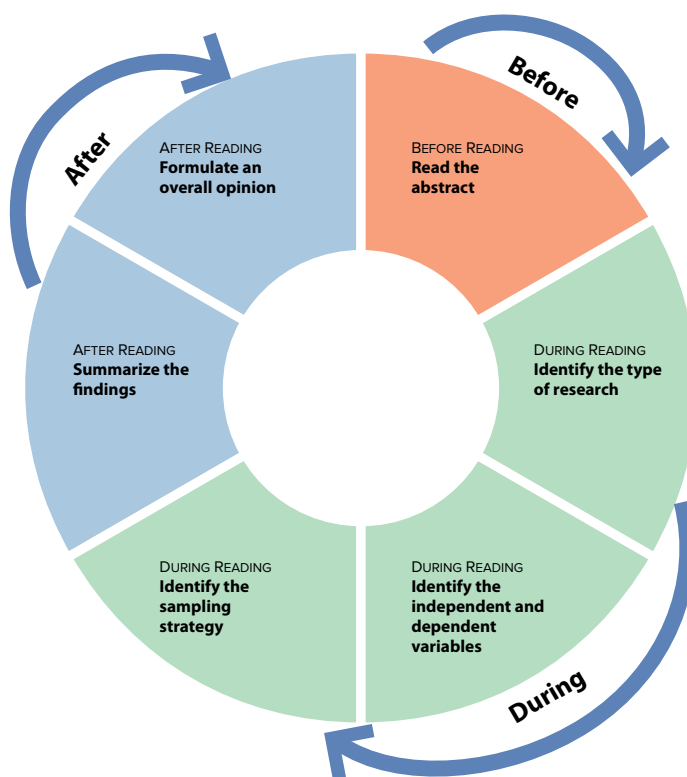 Before
BEFORE READING
Read the
abstract
DURING READING
Identify the type
of research
During
DURING READING
Identify the
independent and
dependent
variables
DURING READING
Identify the
sampling
strategy
After
AFTER READING
Summarize the
findings
AFTER READING
Formulate an
overall opinion